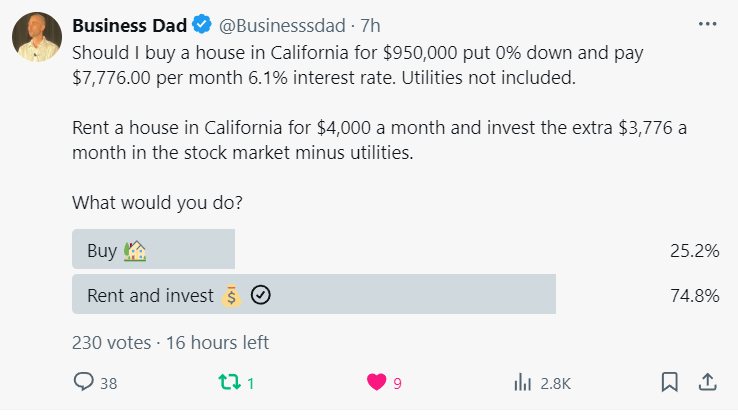 Business Dad @Businesssdad · 7h
Should I buy a house in California for $950,000 put 0% down and pay
$7,776.00 per month 6.1% interest rate. Utilities not included.
Rent a house in California for $4,000 a month and invest the extra $3,776 a
month in the stock market minus utilities.
What would you do?
Buy 🏡 25.2%
Rent and invest 💰 74.8%
230 votes · 16 hours left
38 1 9 2.8K